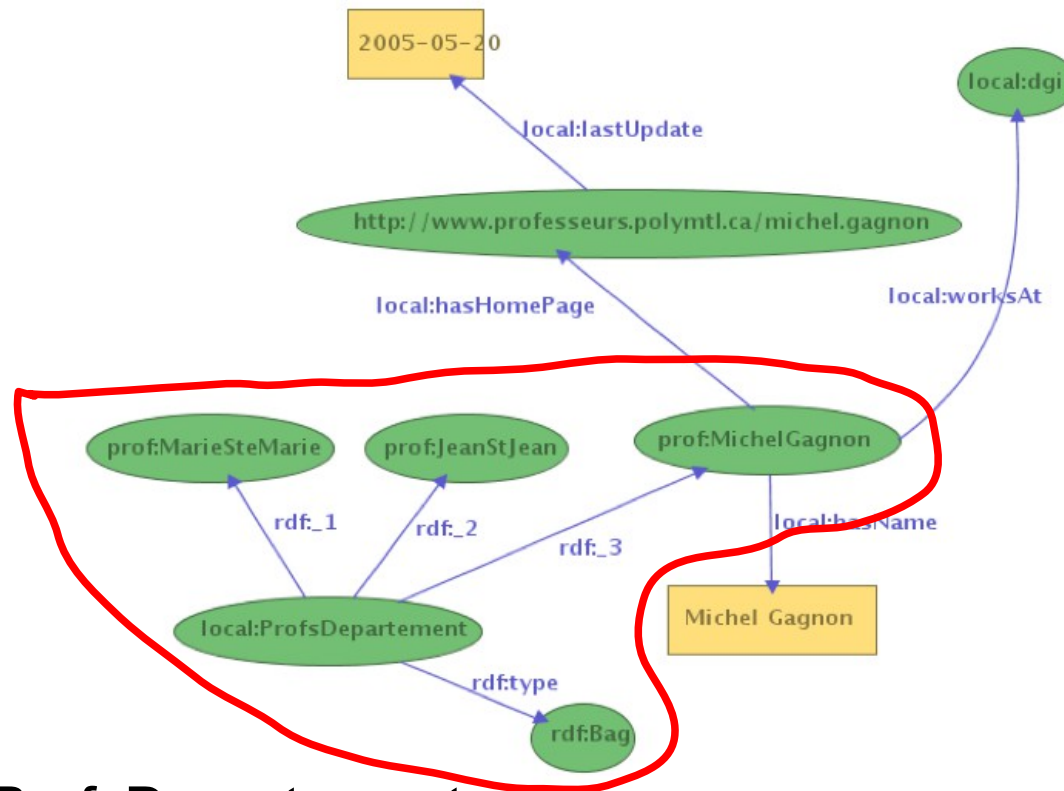 2005-05-20
local:dgi
local:lastUpdate
http://www.professeurs.polymtl.ca/michel.gagnon
local:hasHomePage
local:worksAt
prof:MarieSteMarie
prof:JeanStJean
prof:MichelGagnon
rdf:_1
rdf:_2
local:hasName
rdf:_3
Michel Gagnon
local:ProfsDepartement
rdf:type
rdf:Bag